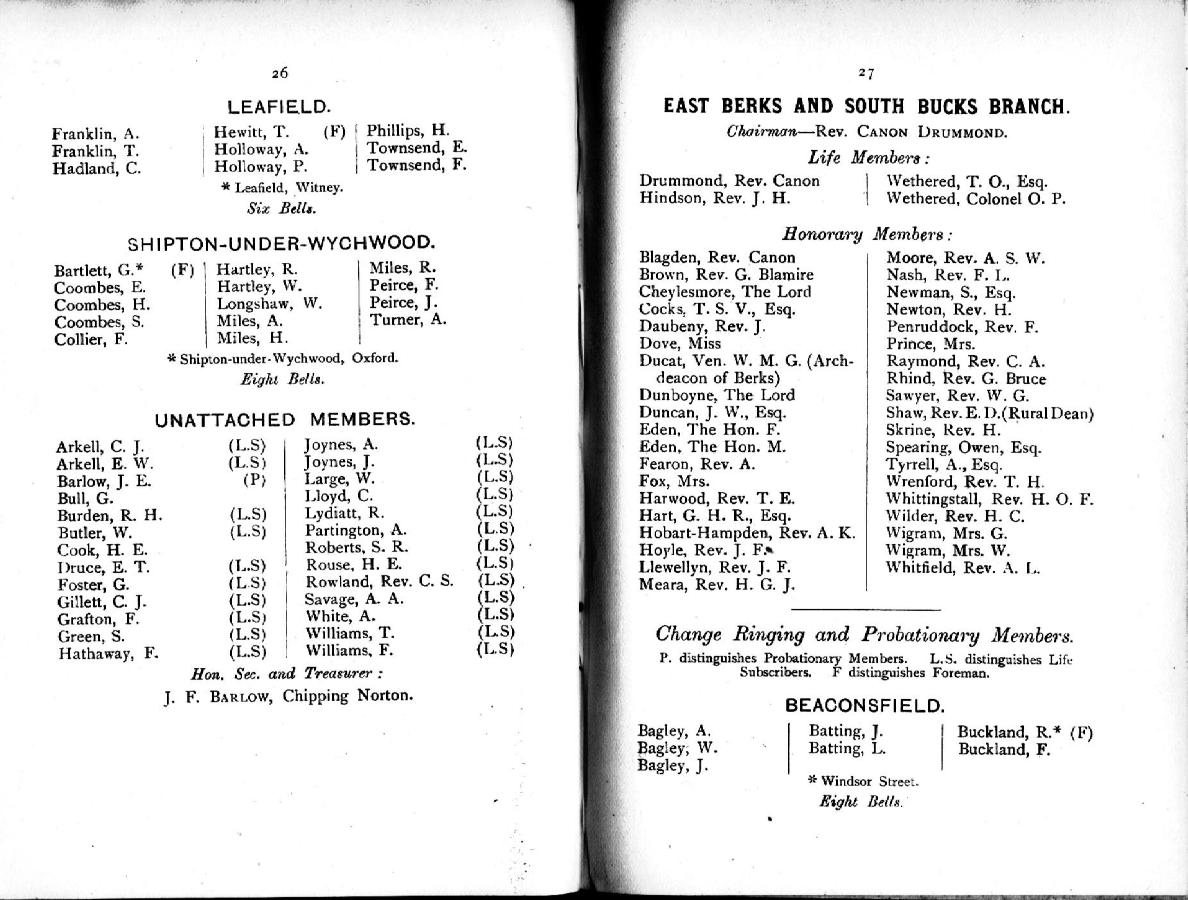 26
LEAFIELD.
Franklin, A.
Franklin, T.
Hadland, C.
Hewitt, T. (F)
Holloway, A.
Holloway, P.
Phillips, H.
Townsend, E.
Townsend, F.
* Leafield, Witney.
Six Bells.
SHIPTON-UNDER-WYCHWOOD.
Bartlett, G.* (F)
Coombes, E.
Coombes, H.
Coombes, S.
Collier, F.
Hartley, R.
Hartley, W.
Longshaw, W.
Miles, A.
Miles, H.
Miles, R.
Peirce, F.
Peirce, J.
Turner, A.
* Shipton-under-Wychwood, Oxford.
Eight Bells.
UNATTACHED MEMBERS.
Arkell, C. J. (L.S)
Arkell, E. W. (L.S)
Barlow, J. E. (P)
Bull, G.
Burden, R. H. (L.S)
Butler, W. (L.S)
Cook, H. E.
Druce, E. T. (L.S)
Foster, G. (L.S)
Gillett, C. J. (L.S)
Grafton, F. (L.S)
Green, S. (L.S)
Hathaway, F. (L.S)
Joynes, A. (L.S)
Joynes, J. (L.S)
Large, W. (L.S)
Lloyd, C. (L.S)
Lydiatt, R. (L.S)
Partington, A. (L.S)
Roberts, S. R. (L.S)
Rouse, H. E. (L.S)
Rowland, Rev. C. S. (L.S)
Savage, A. A. (L.S)
White, A. (L.S)
Williams, T. (L.S)
Williams, F. (L.S)
Hon. Sec. and Treasurer :
J. F. BARLOW, Chipping Norton.
27
EAST BERKS AND SOUTH BUCKS BRANCH.
Chairman—REV. CANON DRUMMOND.
Life Members :
Drummond, Rev. Canon
Hindson, Rev. J. H.
Wethered, T. O., Esq.
Wethered, Colonel O. P.
Honorary Members :
Blagden, Rev. Canon
Brown, Rev. G. Blamire
Cheylesmore, The Lord
Cocks, T. S. V., Esq.
Daubeny, Rev. J.
Dove, Miss
Ducat, Ven. W. M. G. (Arch-
deacon of Berks)
Dunboyne, The Lord
Duncan, J. W., Esq.
Eden, The Hon. F.
Eden, The Hon. M.
Fearon, Rev. A.
Fox, Mrs.
Harwood, Rev. T. E.
Hart, G. H. R., Esq.
Hobart-Hampden, Rev. A. K.
Hoyle, Rev. J. F.
Llewellyn, Rev. J. F.
Meara, Rev. H. G. J.
Moore, Rev. A. S. W.
Nash, Rev. F. L.
Newman, S., Esq.
Newton, Rev. H.
Penruddock, Rev. F.
Prince, Mrs.
Raymond, Rev. C. A.
Rhind, Rev. G. Bruce
Sawyer, Rev. W. G.
Shaw, Rev. E. D. (Rural Dean)
Skrine, Rev. H.
Spearing, Owen, Esq.
Tyrrell, A., Esq.
Wrenford, Rev. T. H.
Whittingstall, Rev. H. O. F.
Wilder, Rev. H. C.
Wigram, Mrs. G.
Wigram, Mrs. W.
Whitfield, Rev. A. L.
Change Ringing and Probationary Members.
P. distinguishes Probationary Members. L.S. distinguishes Life
Subscribers. F distinguishes Foreman.
BEACONSFIELD.
Bagley, A.
Bagley, W.
Bagley, J.
Batting, J.
Batting, L.
Buckland, R.* (F)
Buckland, F.
* Windsor Street.
Eight Bells.